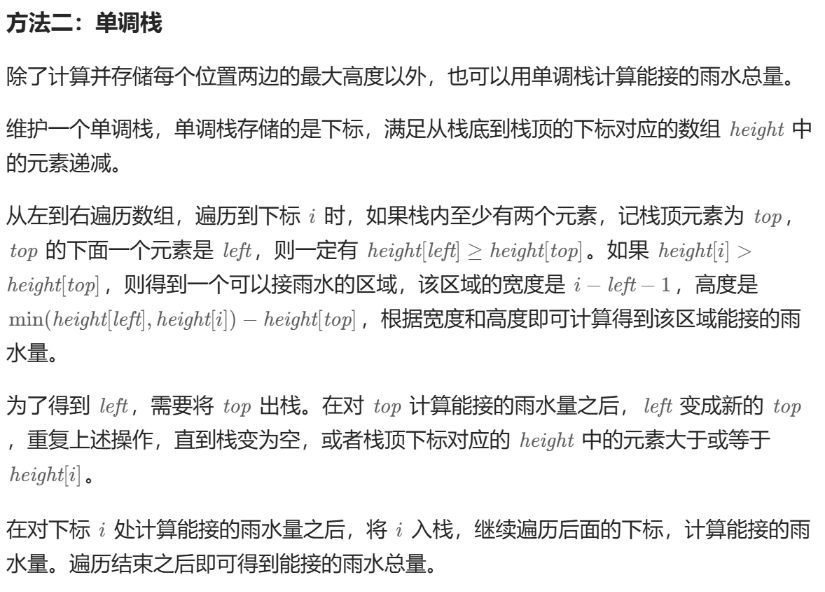 方法二：单调栈
除了计算并存储每个位置两边的最大高度以外，也可以用单调栈计算能接的雨水总量。
维护一个单调栈，单调栈存储的是下标，满足从栈底到栈顶的下标对应的数组 height 中
的元素递减。
从左到右遍历数组，遍历到下标 i 时，如果栈内至少有两个元素，记栈顶元素为 top，
top 的下面一个元素是 left，则一定有 height[left] ≥ height[top]。如果 height[i] >
height[top]，则得到一个可以接雨水的区域，该区域的宽度是 i − left − 1，高度是
min(height[left], height[i]) − height[top]，根据宽度和高度即可计算得到该区域能接的雨
水量。
为了得到 left，需要将 top 出栈。在对 top 计算能接的雨水量之后，left 变成新的 top
，重复上述操作，直到栈变为空，或者栈顶下标对应的 height 中的元素大于或等于
height[i]。
在对下标 i 处计算能接的雨水量之后，将 i 入栈，继续遍历后面的下标，计算能接的雨
水量。遍历结束之后即可得到能接的雨水总量。